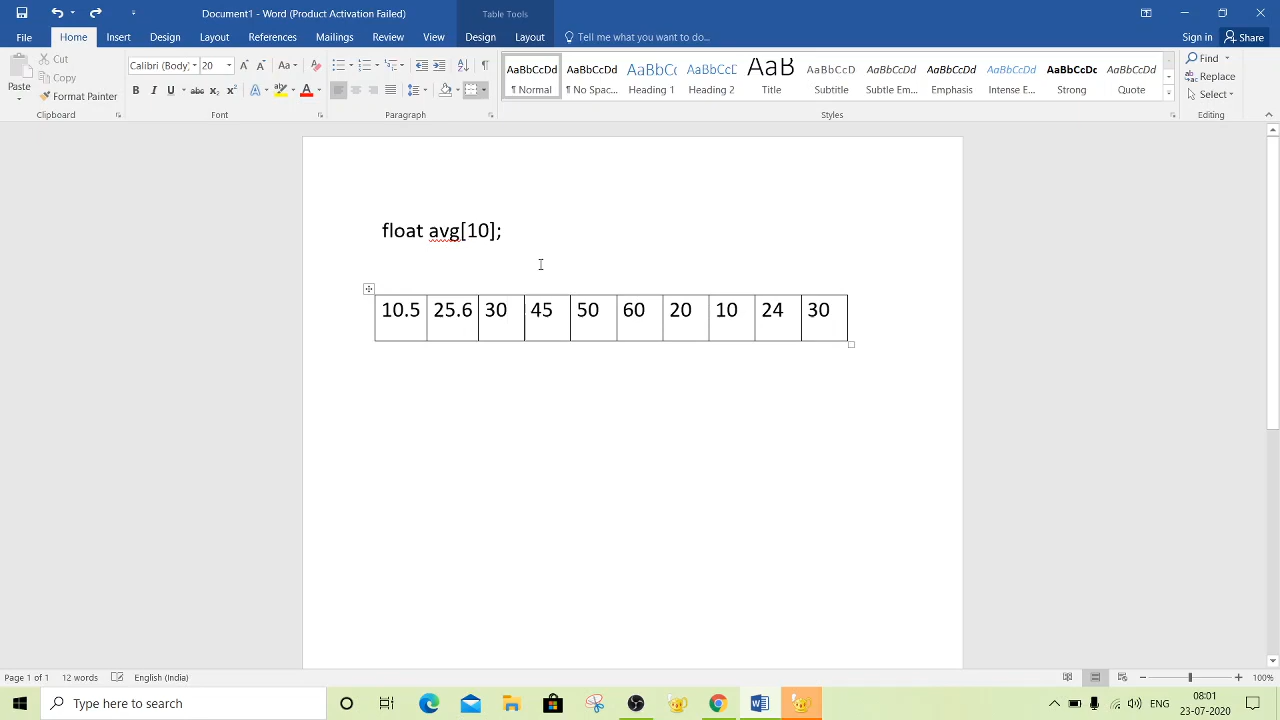 Document1 - Word (Product Activation Failed)
Table Tools
File Home Insert Design Layout References Mailings Review View Design Layout Tell me what you want to do... Sign in Share
Paste
Cut
Copy
Format Painter
Clipboard
Calibri (Body) 20
Font
Paragraph
AaBbCcDd AaBbCcDd AaBbCc AaBbCcD AaB AaBbCcD AaBbCcDd AaBbCcDd AaBbCcDd AaBbCcDc AaBbCcDd
¶ Normal ¶ No Spac... Heading 1 Heading 2 Title Subtitle Subtle Em... Emphasis Intense E... Strong Quote
Styles
Find
Replace
Select
Editing
float avg[10];
10.5 25.6 30 45 50 60 20 10 24 30
Page 1 of 1 12 words English (India) 100%
Type here to search
ENG
08:01
23-07-2020